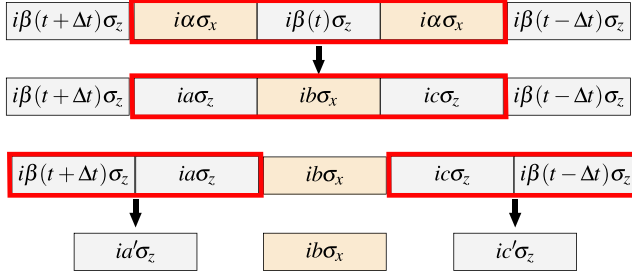 iβ(t + Δt)σ_z iασ_x iβ(t)σ_z iασ_x iβ(t − Δt)σ_z
iβ(t + Δt)σ_z iaσ_z ibσ_x icσ_z iβ(t − Δt)σ_z
iβ(t + Δt)σ_z iaσ_z ibσ_x icσ_z iβ(t − Δt)σ_z
ia′σ_z ibσ_x ic′σ_z